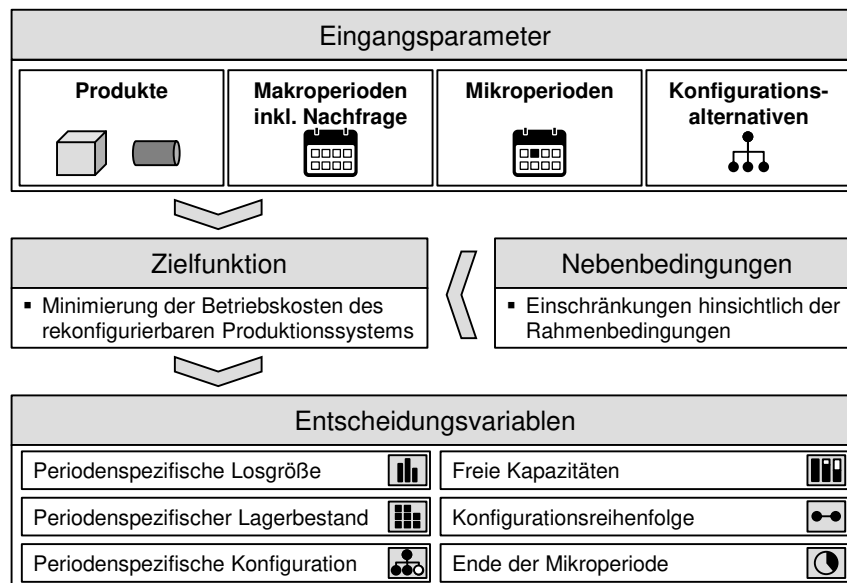 Eingangsparameter
Produkte
Makroperioden
inkl. Nachfrage
Mikroperioden
Konfigurations-
alternativen
Zielfunktion
▪ Minimierung der Betriebskosten des
rekonfigurierbaren Produktionssystems
Nebenbedingungen
▪ Einschränkungen hinsichtlich der
Rahmenbedingungen
Entscheidungsvariablen
Periodenspezifische Losgröße
Freie Kapazitäten
Periodenspezifischer Lagerbestand
Konfigurationsreihenfolge
Periodenspezifische Konfiguration
Ende der Mikroperiode